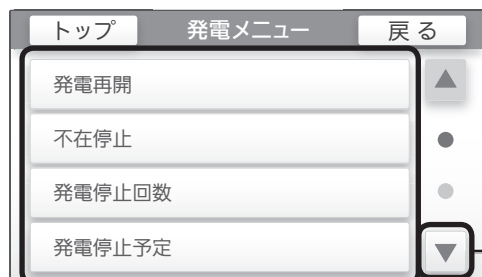 トップ 発電メニュー 戻る
発電再開
不在停止
発電停止回数
発電停止予定